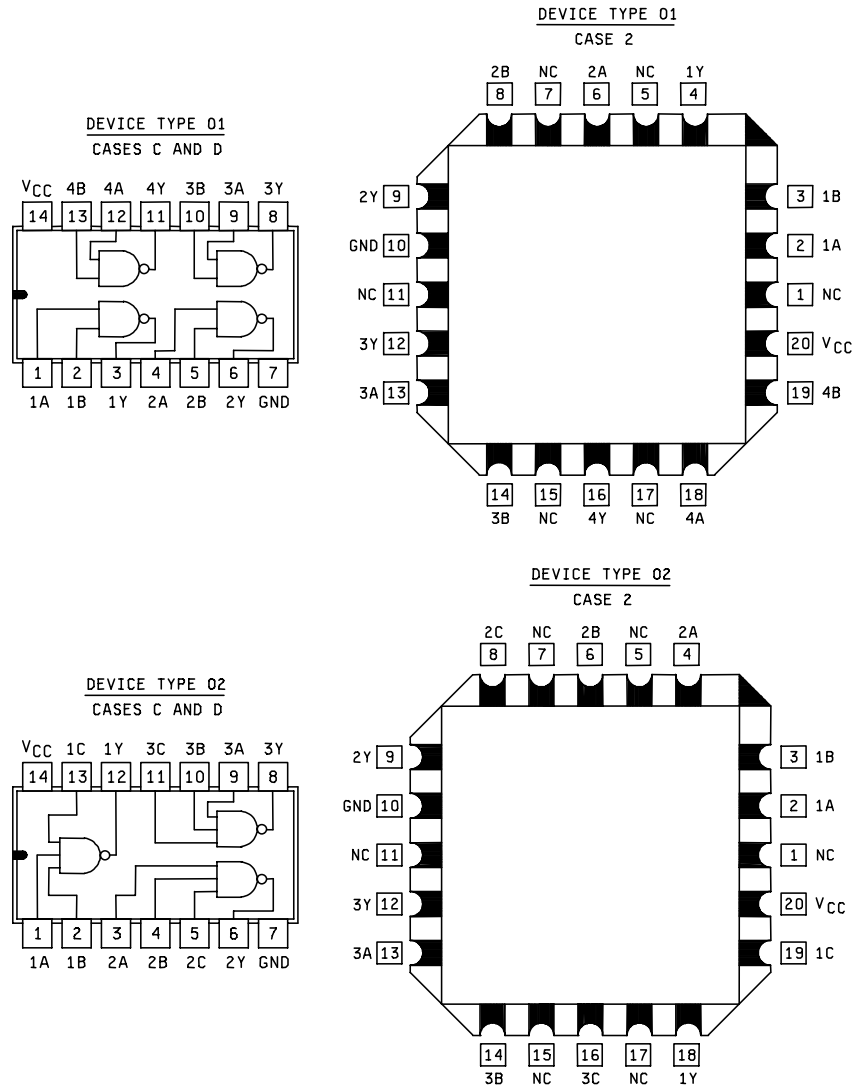 DEVICE TYPE 01
CASE 2
2B NC 2A NC 1Y
8 7 6 5 4
2Y 9 3 1B
GND 10 2 1A
NC 11 1 NC
3Y 12 20 VCC
3A 13 19 4B
14 15 16 17 18
3B NC 4Y NC 4A
DEVICE TYPE 01
CASES C AND D
VCC 4B 4A 4Y 3B 3A 3Y
14 13 12 11 10 9 8
1 2 3 4 5 6 7
1A 1B 1Y 2A 2B 2Y GND
DEVICE TYPE 02
CASE 2
2C NC 2B NC 2A
8 7 6 5 4
2Y 9 3 1B
GND 10 2 1A
NC 11 1 NC
3Y 12 20 VCC
3A 13 19 1C
14 15 16 17 18
3B NC 3C NC 1Y
DEVICE TYPE 02
CASES C AND D
VCC 1C 1Y 3C 3B 3A 3Y
14 13 12 11 10 9 8
1 2 3 4 5 6 7
1A 1B 2A 2B 2C 2Y GND